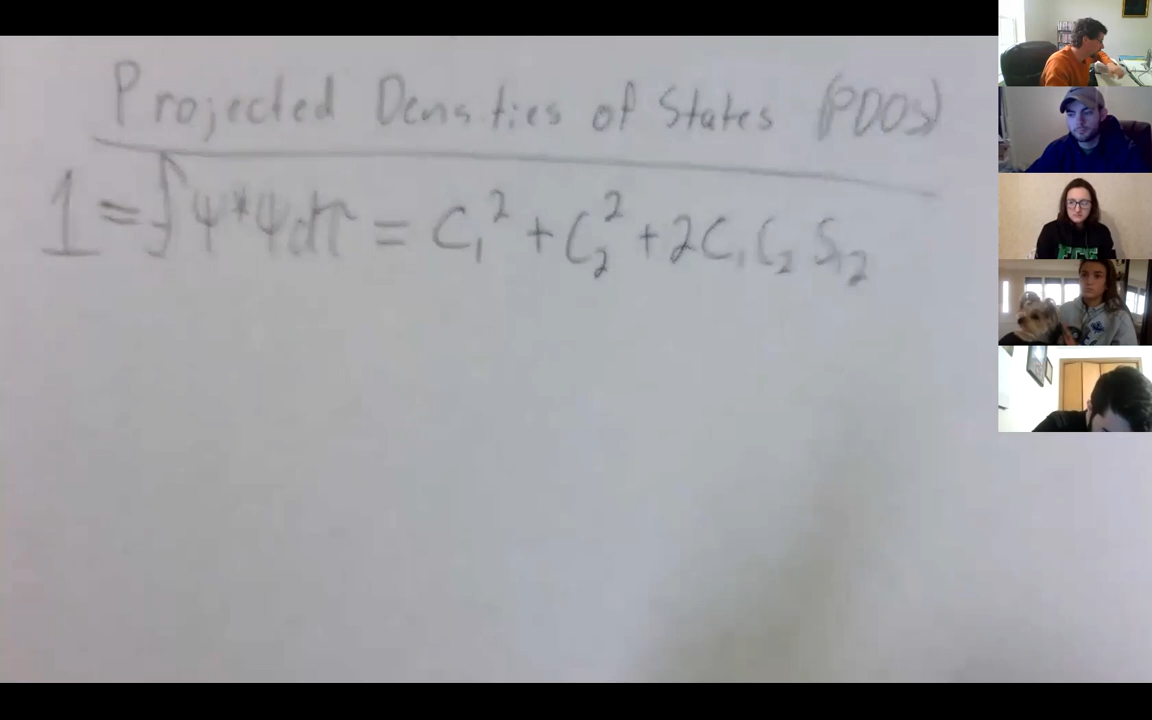 Projected Densities of States (PDOS)
1 = ∫ψ*ψdτ = C₁² + C₂² + 2C₁C₂S₁₂